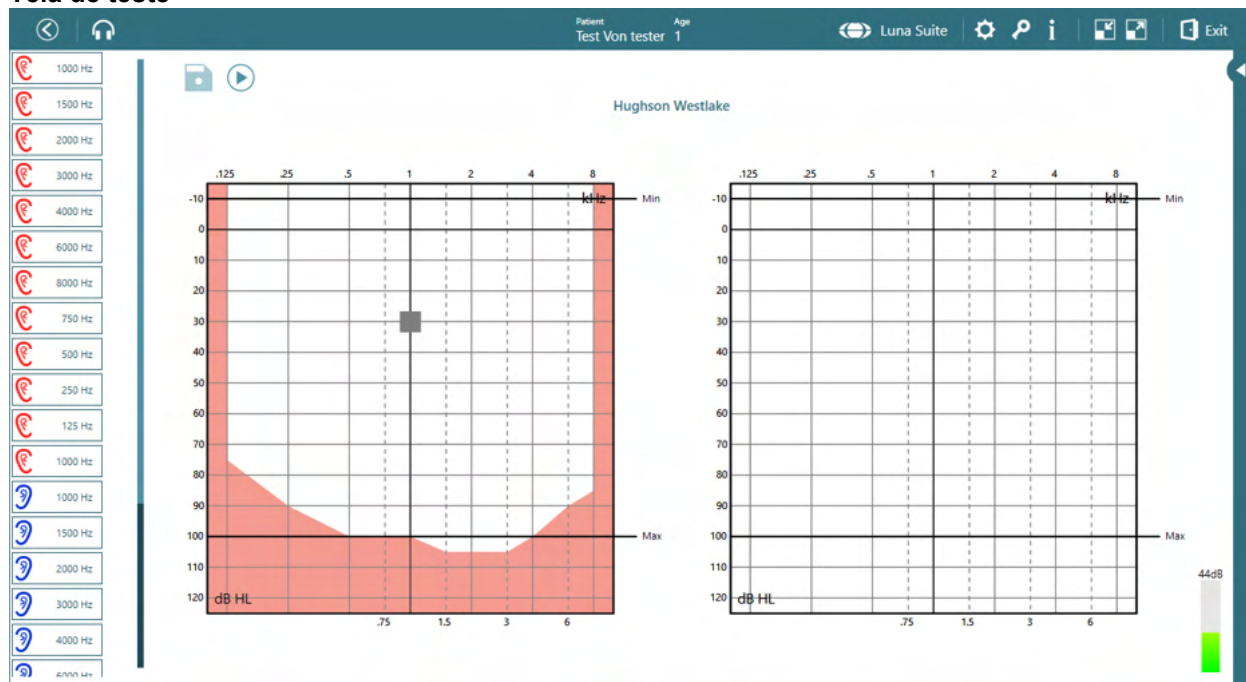 Tela de teste
Patient Age
Test Von tester 1
Luna Suite
Exit
1000 Hz
1500 Hz
2000 Hz
3000 Hz
4000 Hz
6000 Hz
8000 Hz
750 Hz
500 Hz
250 Hz
125 Hz
1000 Hz
1000 Hz
1500 Hz
2000 Hz
3000 Hz
4000 Hz
6000 Hz
Hughson Westlake
.125 .25 .5 1 2 4 8
kHz
-10 Min
0
10
20
30
40
50
60
70
80
90
100 Max
110
120 dB HL
.75 1.5 3 6
.125 .25 .5 1 2 4 8
kHz
-10 Min
0
10
20
30
40
50
60
70
80
90
100 Max
110
120 dB HL
.75 1.5 3 6
44dB